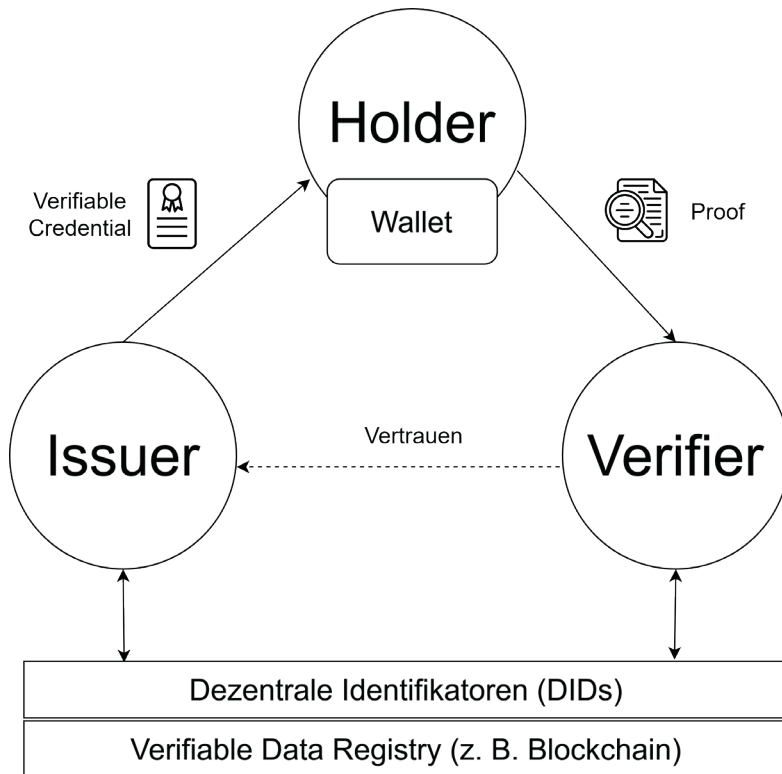 Holder
Wallet
Verifiable
Credential
Proof
Issuer
Vertrauen
Verifier
Dezentrale Identifikatoren (DIDs)
Verifiable Data Registry (z. B. Blockchain)